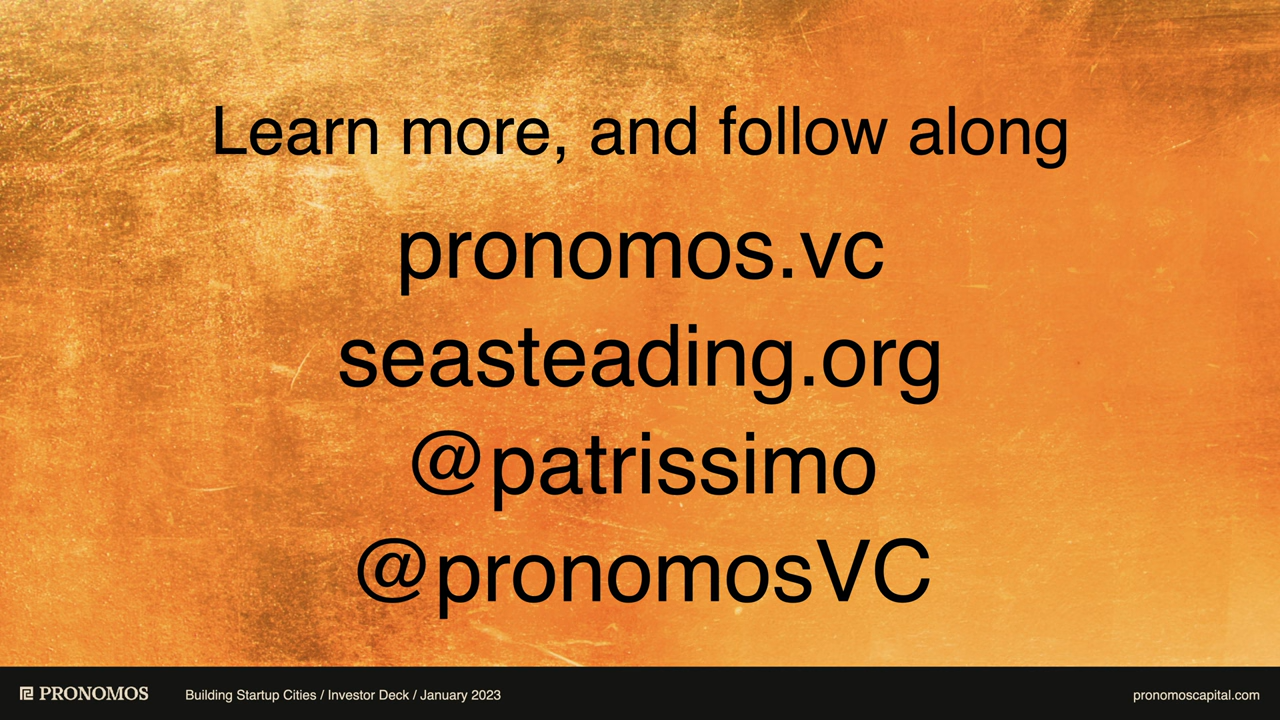 Learn more, and follow along
pronomos.vc
seasteading.org
@patrissimo
@pronomosVC
PRONOMOS
Building Startup Cities / Investor Deck / January 2023
pronomoscapital.com